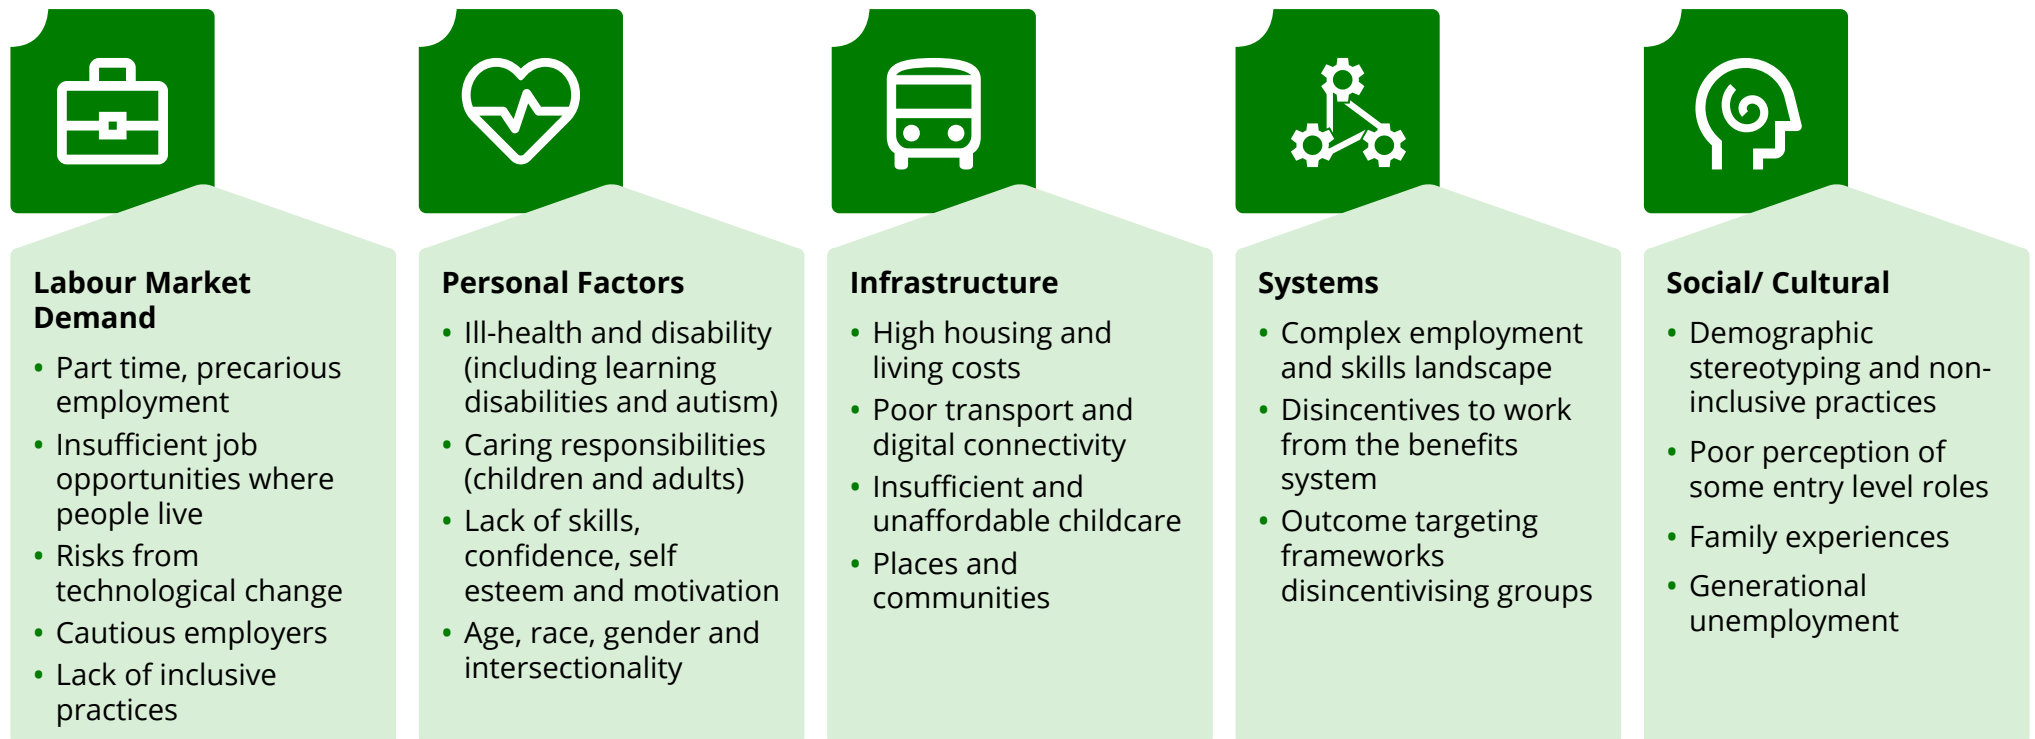 Labour Market
Demand
• Part time, precarious
employment
• Insufficient job
opportunities where
people live
• Risks from
technological change
• Cautious employers
• Lack of inclusive
practices
Personal Factors
• Ill-health and disability
(including learning
disabilities and autism)
• Caring responsibilities
(children and adults)
• Lack of skills,
confidence, self
esteem and motivation
• Age, race, gender and
intersectionality
Infrastructure
• High housing and
living costs
• Poor transport and
digital connectivity
• Insufficient and
unaffordable childcare
• Places and
communities
Systems
• Complex employment
and skills landscape
• Disincentives to work
from the benefits
system
• Outcome targeting
frameworks
disincentivising groups
Social/ Cultural
• Demographic
stereotyping and non-
inclusive practices
• Poor perception of
some entry level roles
• Family experiences
• Generational
unemployment